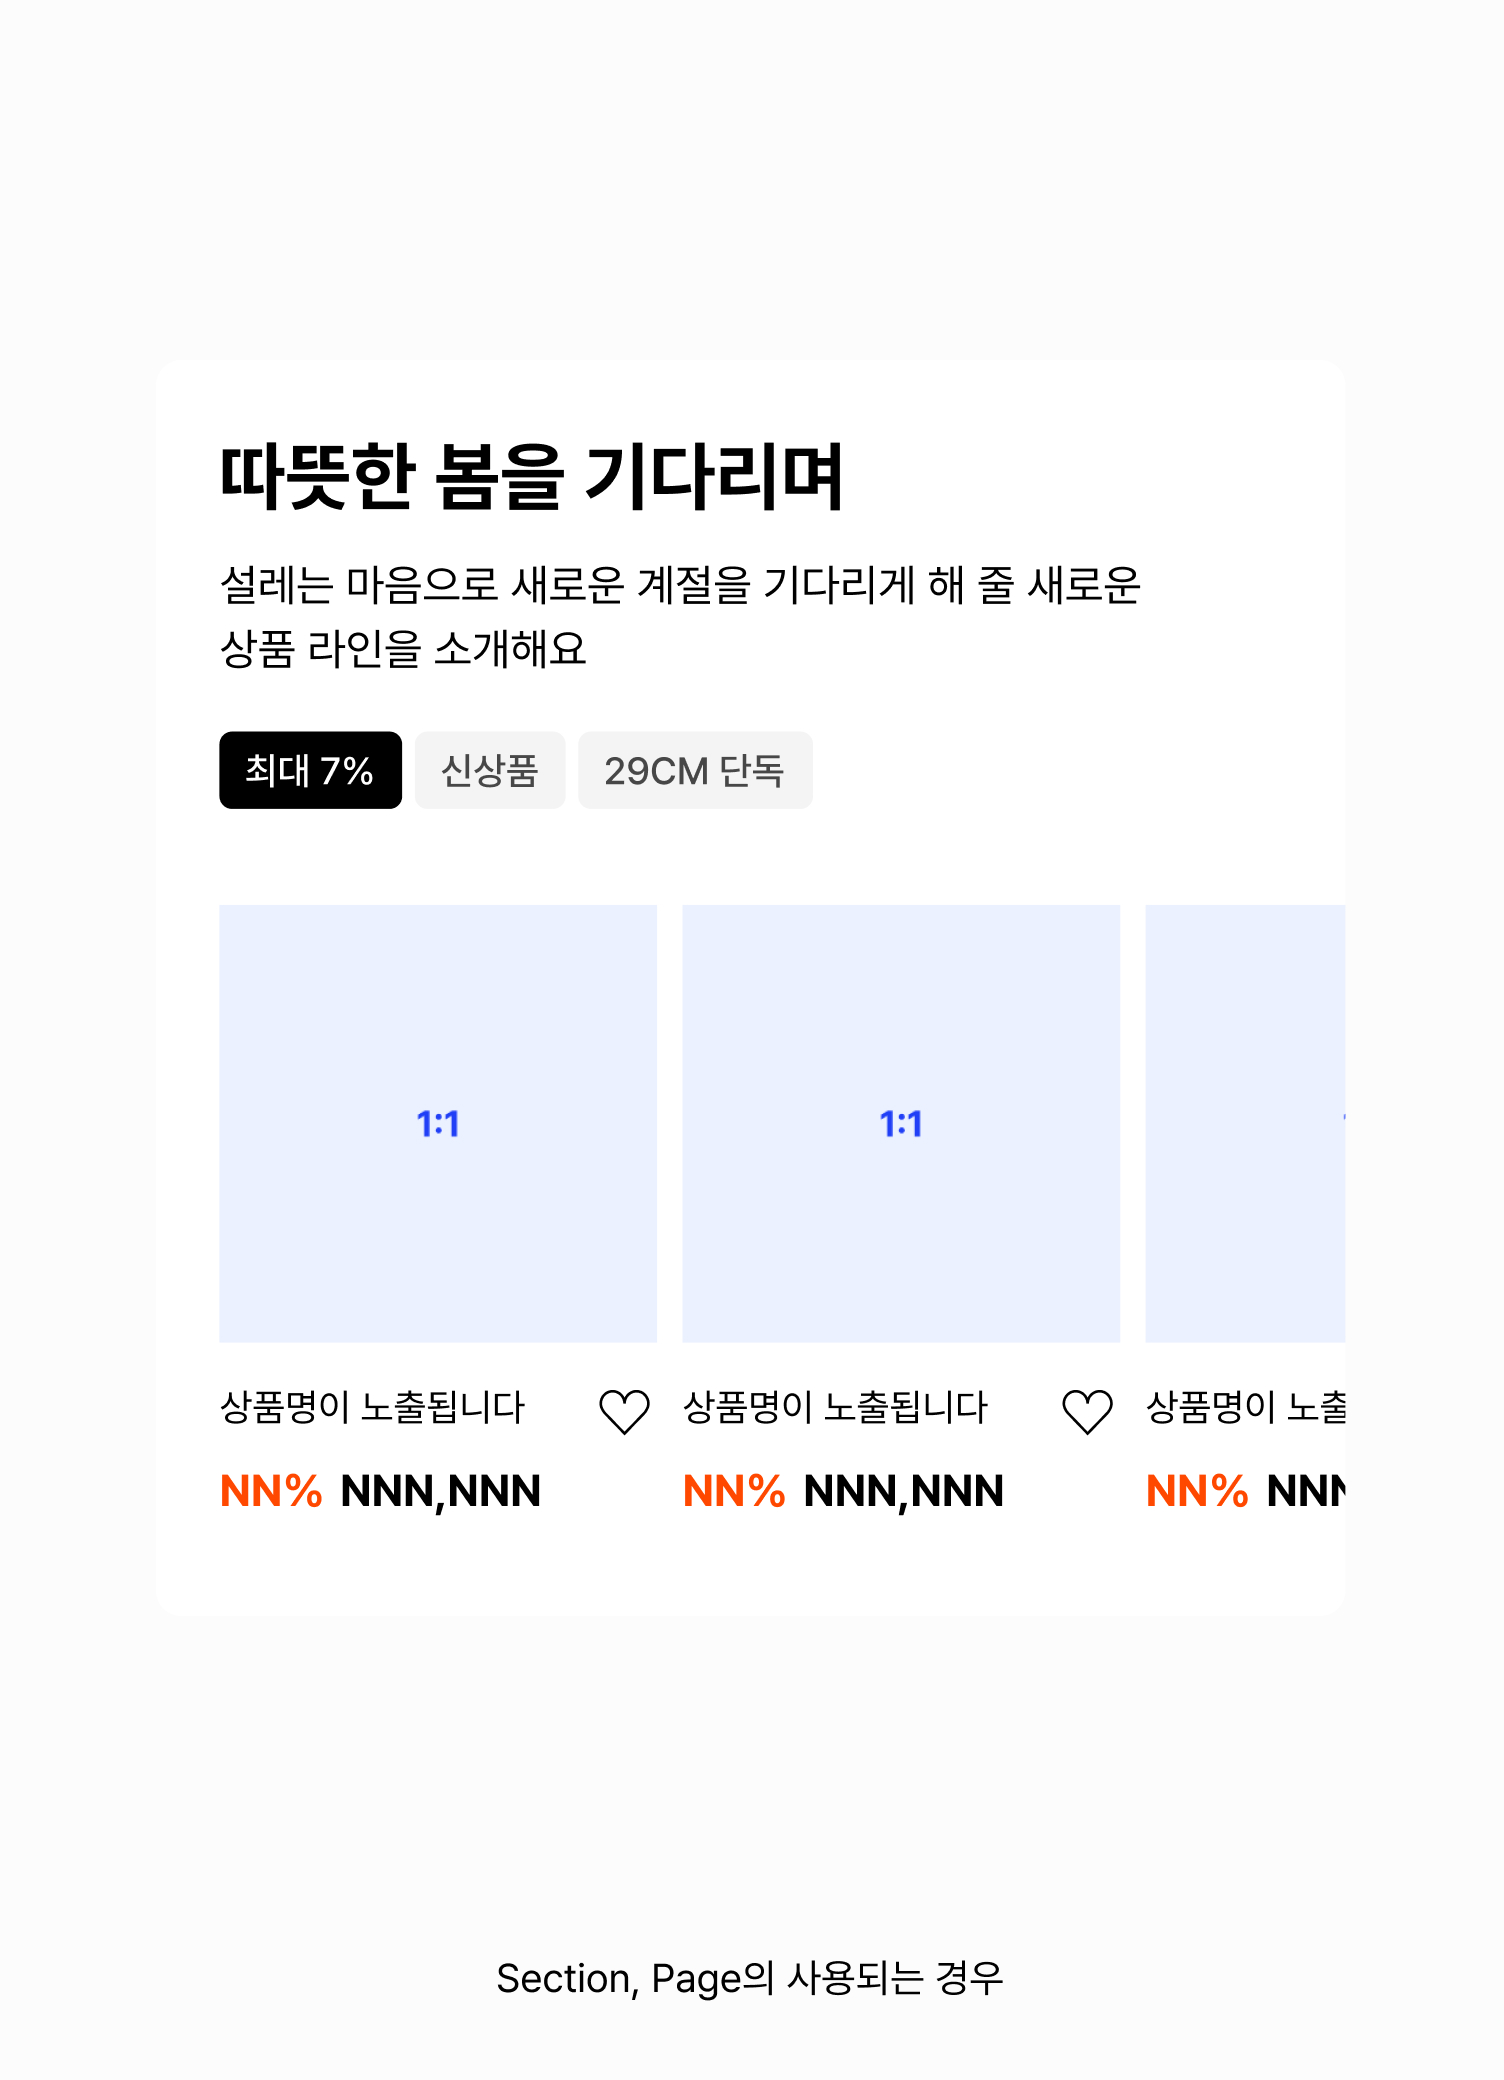 따뜻한 봄을 기다리며
설레는 마음으로 새로운 계절을 기다리게 해 줄 새로운
상품 라인을 소개해요
최대 7% 신상품 29CM 단독
1:1 1:1
상품명이 노출됩니다 상품명이 노출됩니다 상품명이 노출
NN% NNN,NNN NN% NNN,NNN NN% NNN
Section, Page의 사용되는 경우